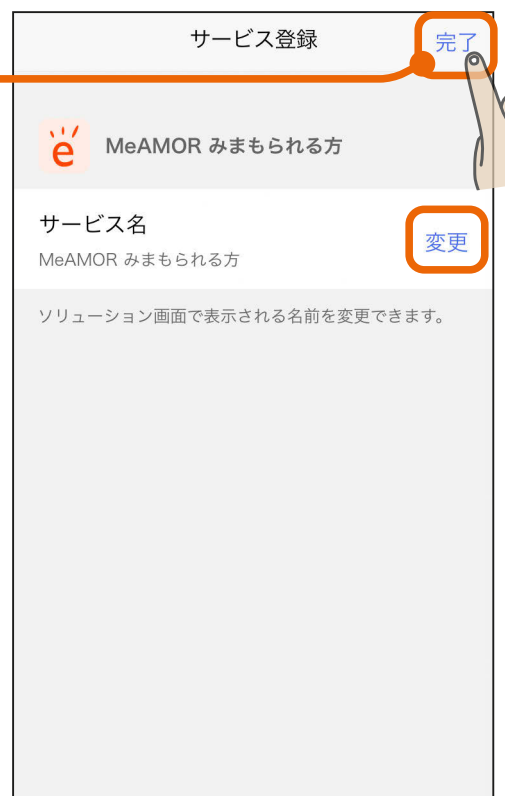 サービス登録
完了
MeAMOR みまもられる方
サービス名
変更
MeAMOR みまもられる方
ソリューション画面で表示される名前を変更できます。